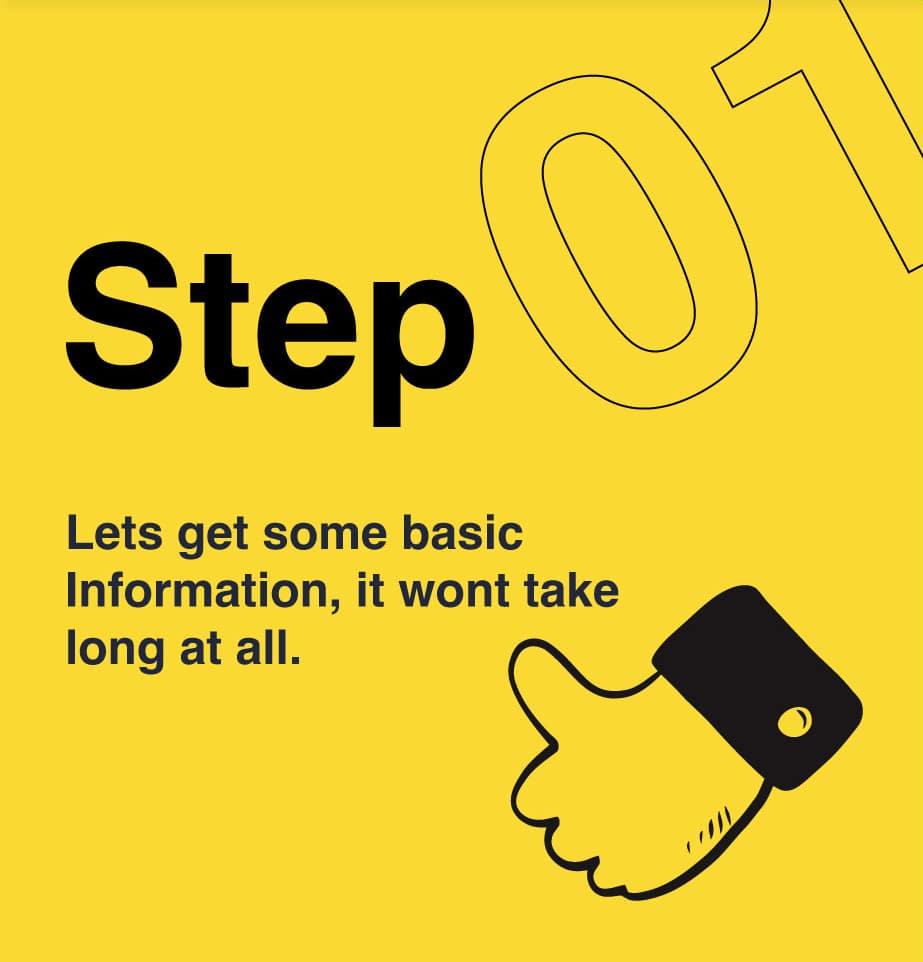 Step 01
Lets get some basic
Information, it wont take
long at all.